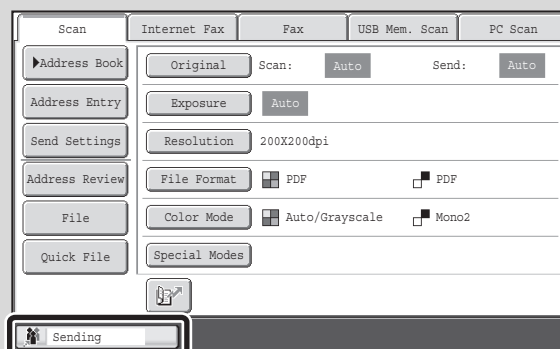 Scan Internet Fax Fax USB Mem. Scan PC Scan
Address Book Original Scan: Auto Send: Auto
Address Entry Exposure Auto
Send Settings Resolution 200X200dpi
Address Review File Format PDF PDF
File Color Mode Auto/Grayscale Mono2
Quick File Special Modes
Sending